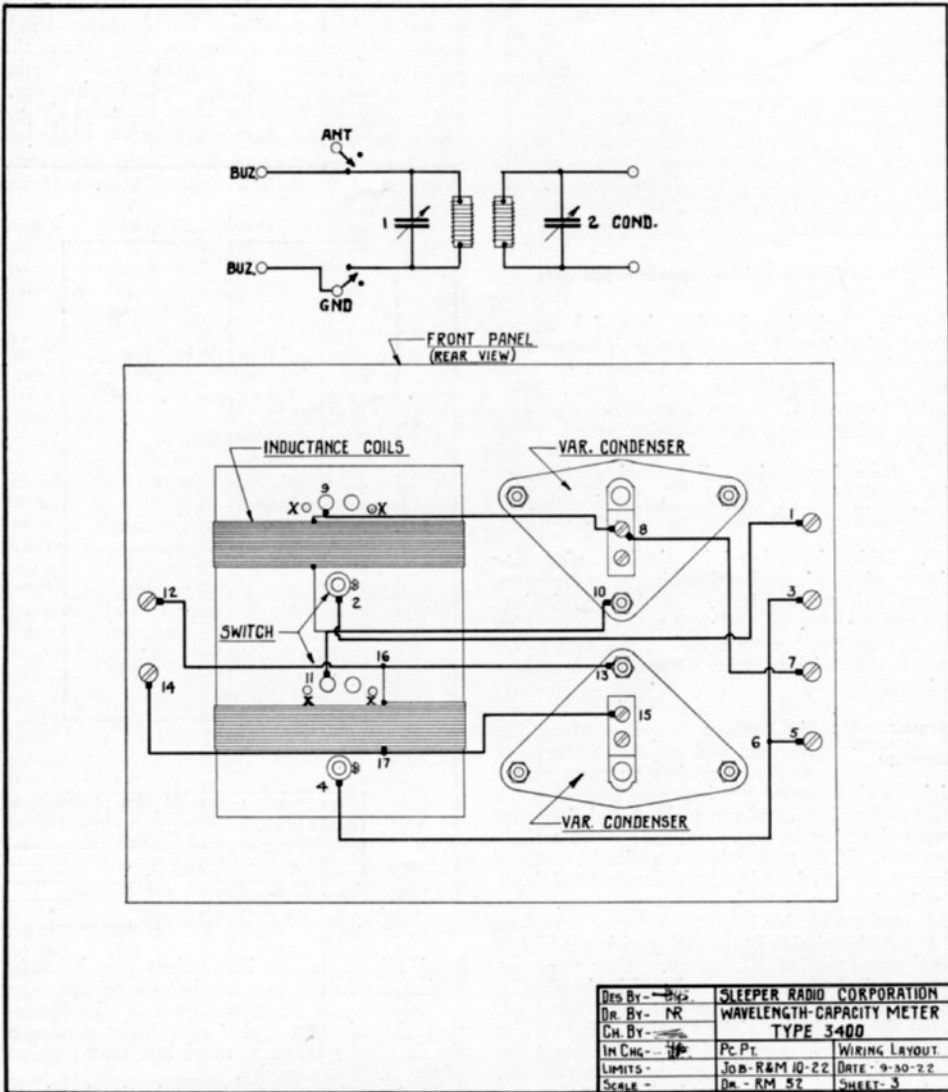 ANT
BUZ
1
2 COND.
BUZ
GND
FRONT PANEL
(REAR VIEW)
INDUCTANCE COILS
VAR. CONDENSER
9
X
X
8
1
10
12
2
3
SWITCH
16
11
13
7
14
X
X
15
6
5
17
4
VAR. CONDENSER
DES BY-
SLEEPER RADIO CORPORATION
DR. BY- NR
WAVELENGTH-CAPACITY METER
CH. BY-
TYPE 3400
IN CHG-
PC. PT.
WIRING LAYOUT
LIMITS -
JOB- R&M 10-22
DATE - 9-30-22
SCALE -
DR. - RM 52
SHEET- 3